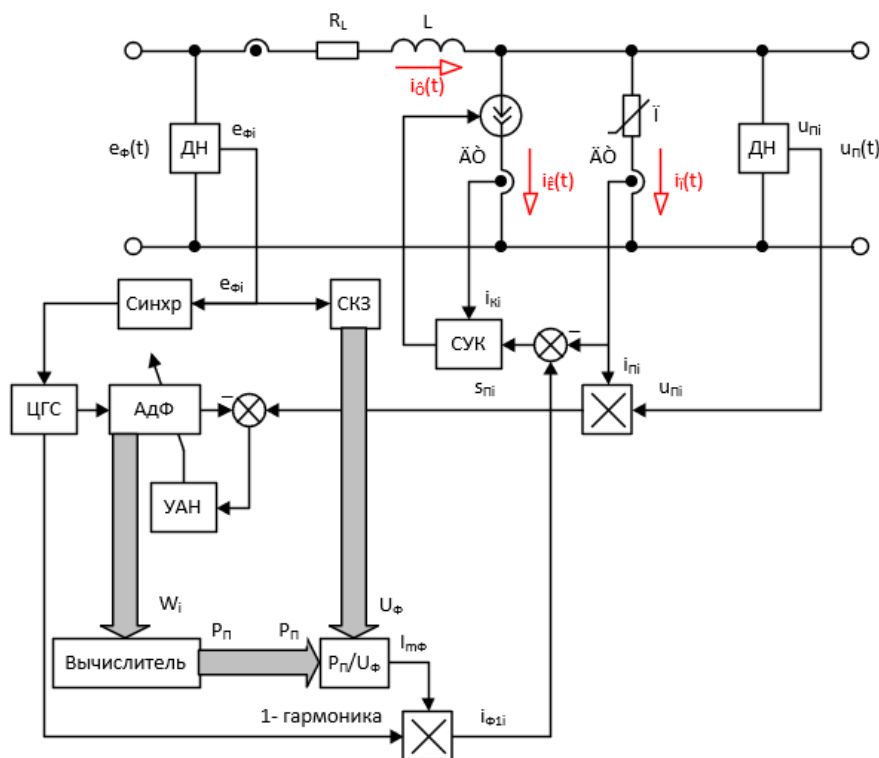 R_L
L
i_ô(t)
e_Фi
e_Ф(t)
ДН
ÄÒ
i_ê(t)
Ï
ÄÒ
i_ï(t)
u_Пi
ДН
u_П(t)
e_Фi
Синхр
СКЗ
i_Кi
СУК
–
i_Пi
ЦГС
АдФ
–
s_Пi
u_Пi
УАН
W_i
P_П
P_П
U_Ф
Вычислитель
P_П/U_Ф
I_mФ
1- гармоника
i_Ф1i